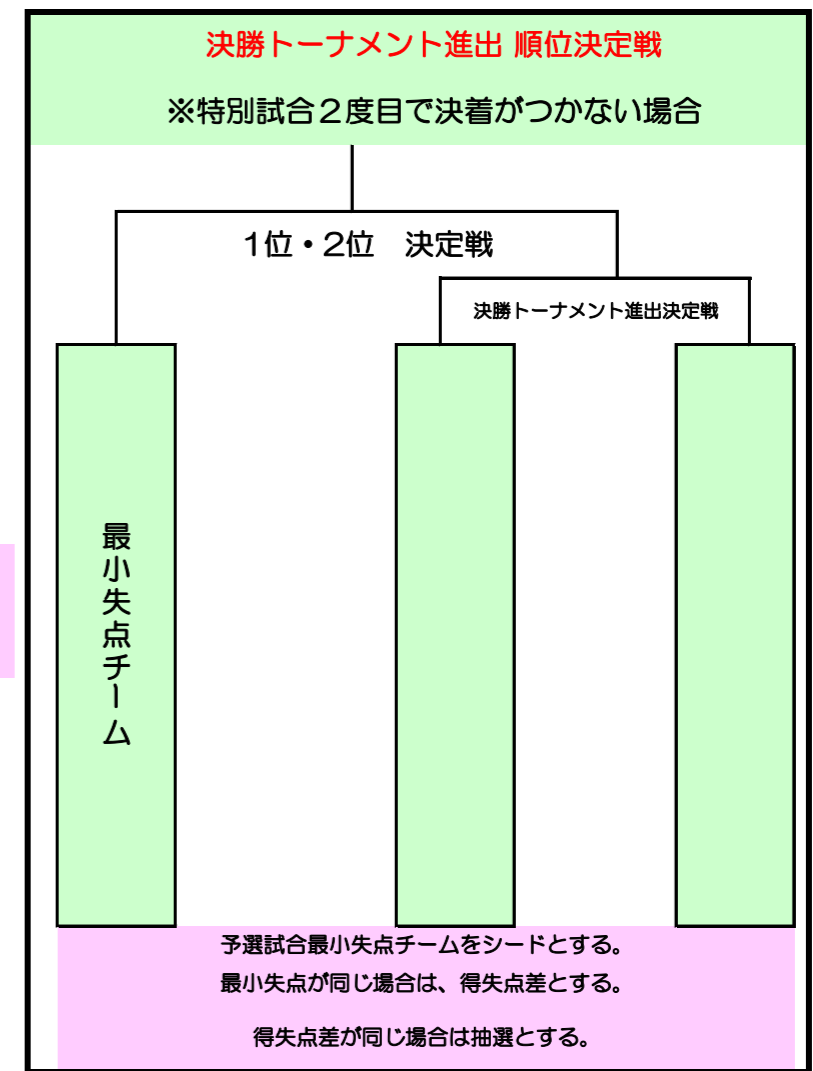 決勝トーナメント進出 順位決定戦
※特別試合２度目で決着がつかない場合
1位・2位　決定戦
決勝トーナメント進出決定戦
最小失点チーム
予選試合最小失点チームをシードとする。
最小失点が同じ場合は、得失点差とする。
得失点差が同じ場合は抽選とする。